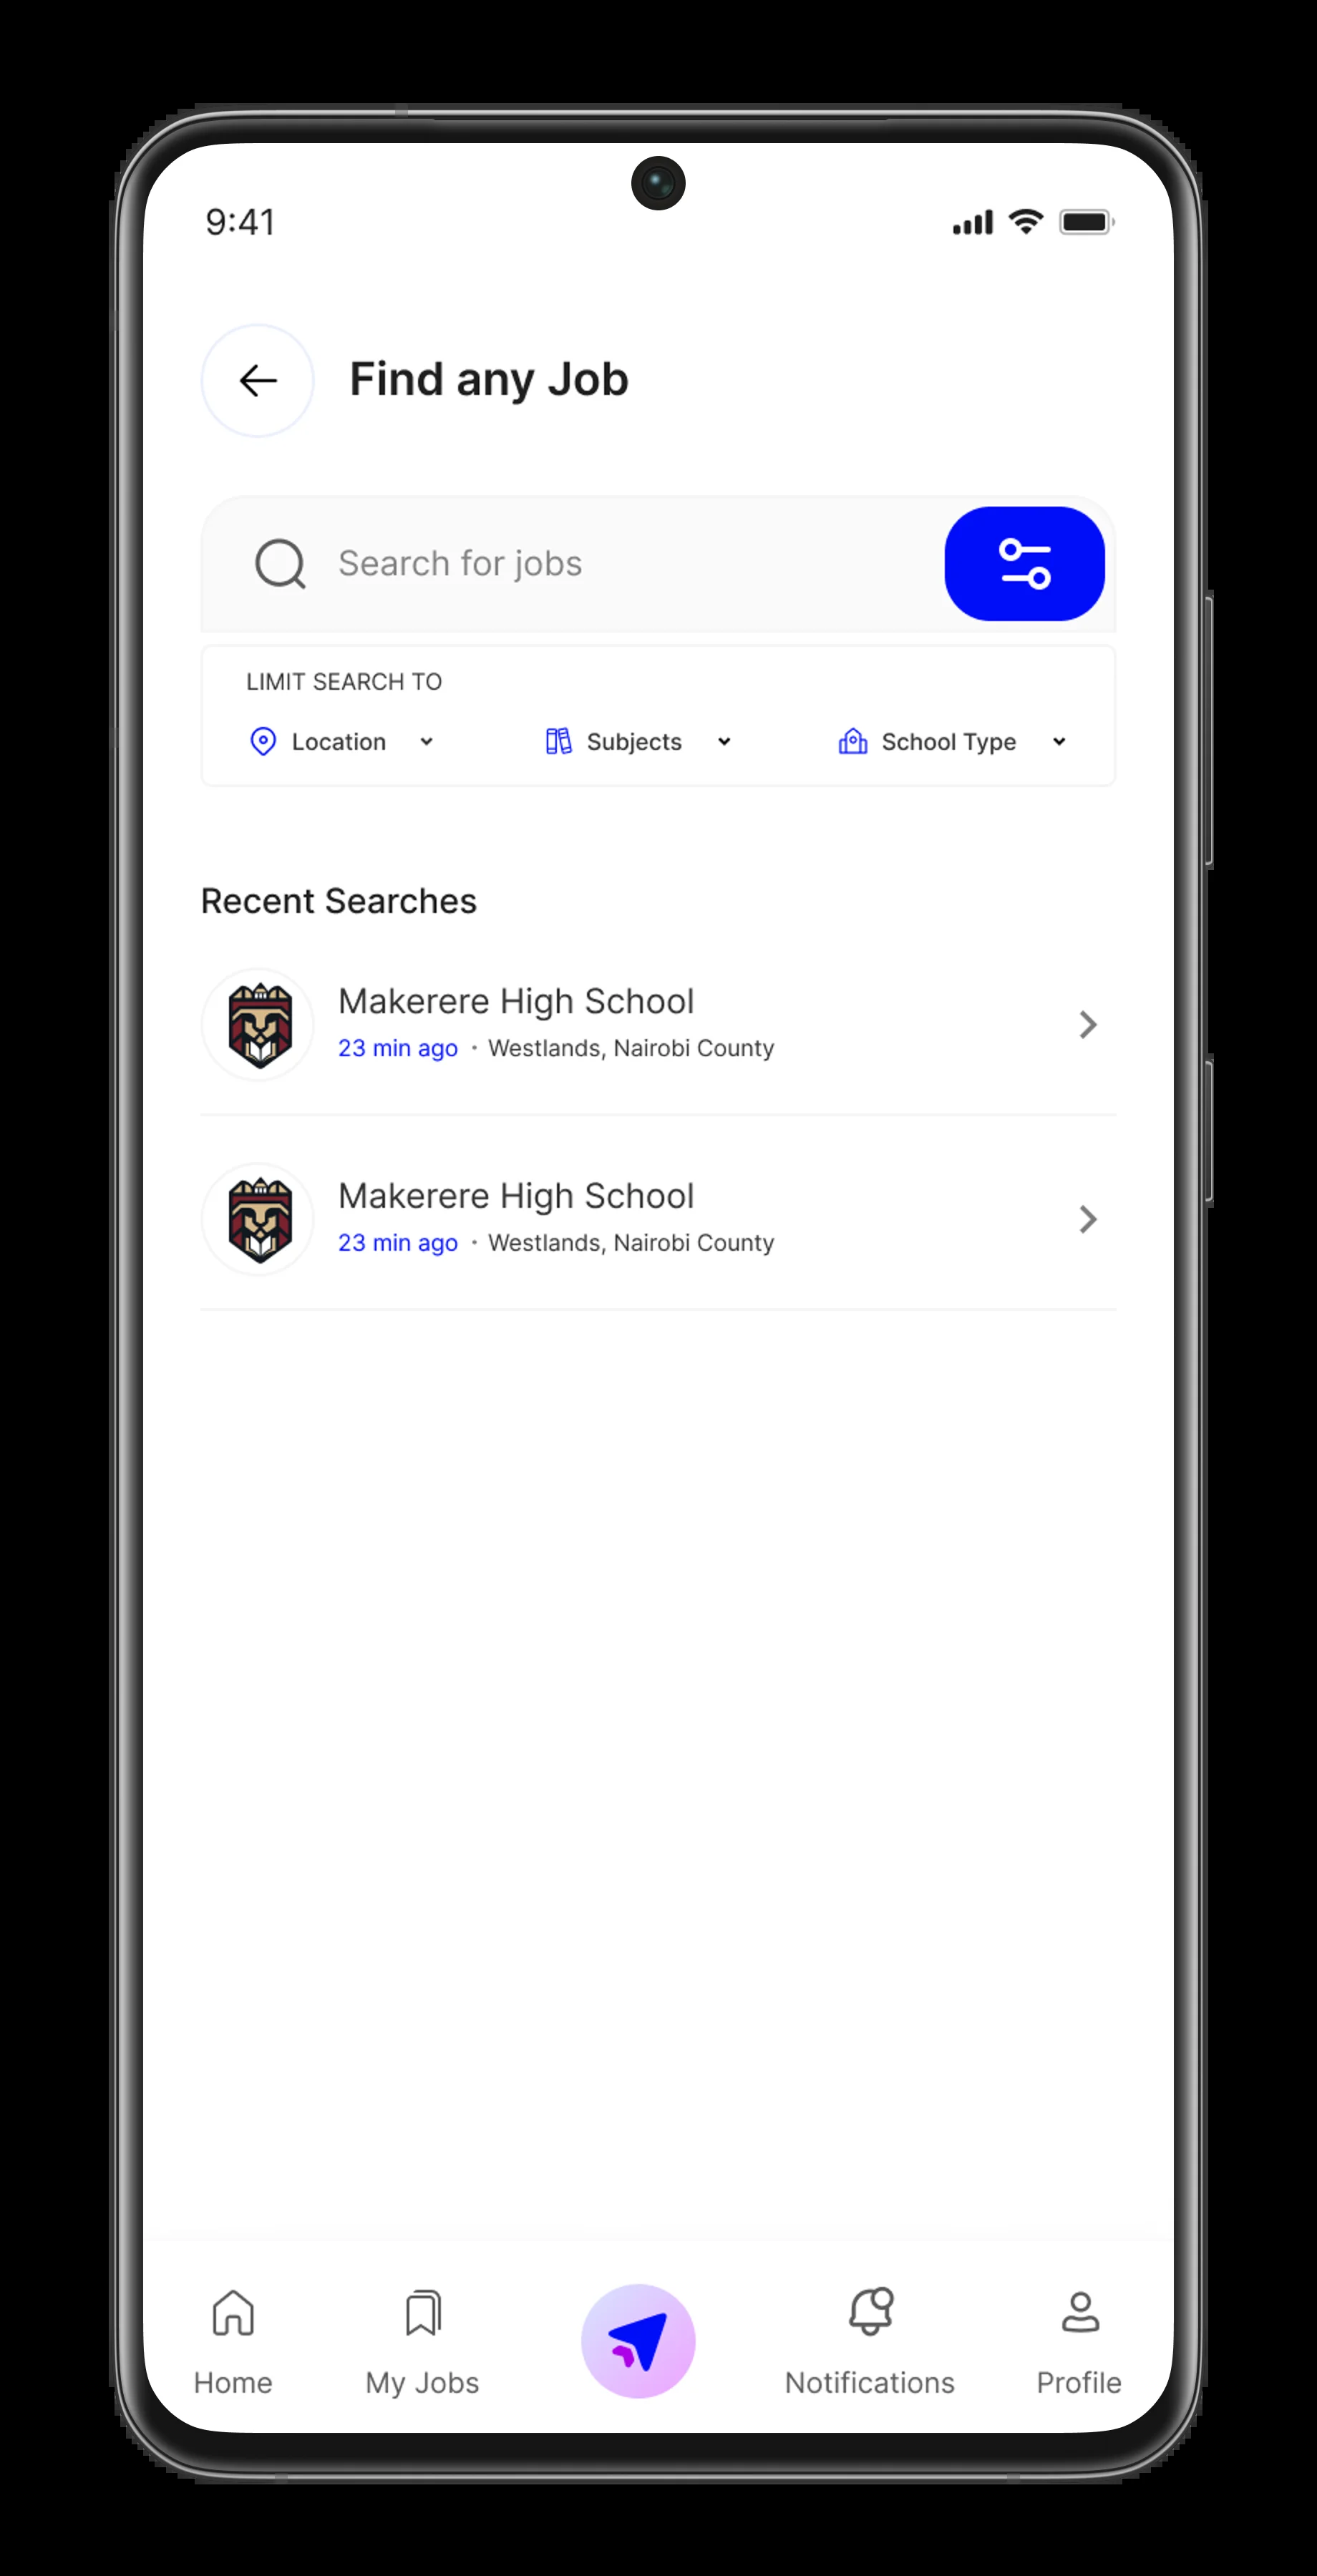 9:41
Find any Job
Search for jobs
LIMIT SEARCH TO
Location Subjects School Type
Recent Searches
Makerere High School
23 min ago · Westlands, Nairobi County
Makerere High School
23 min ago · Westlands, Nairobi County
Home My Jobs Notifications Profile